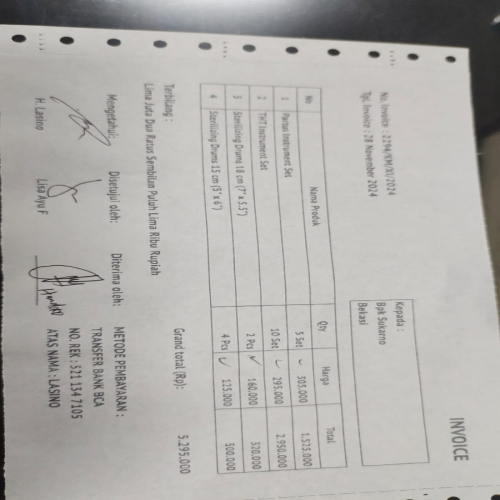 INVOICE
No. Invoice : 2294/KM/XI/2024
Tgl. Invoice : 28 November 2024
Kepada :
Bpk Sukarno
Bekasi
No Nama Produk Qty Harga Total
1 Partus Instrument Set 5 Set 305.000 1.525.000
2 THT Instrument Set 10 Set 295.000 2.950.000
3 Sterilizing Drums 18 cm (7" x 5.5") 2 Pcs 160.000 320.000
4 Sterilizing Drums 15 cm (5" x 6") 4 Pcs 125.000 500.000
Grand total (Rp): 5.295.000
Terbilang :
Lima Juta Dua Ratus Sembilan Puluh Lima Ribu Rupiah
Mengetahui: Disetujui oleh: Diterima oleh:
H. Lasino Lisa Ayu F
METODE PEMBAYARAN :
TRANSFER BANK BCA
NO. REK : 521 134 7105
ATAS NAMA : LASINO